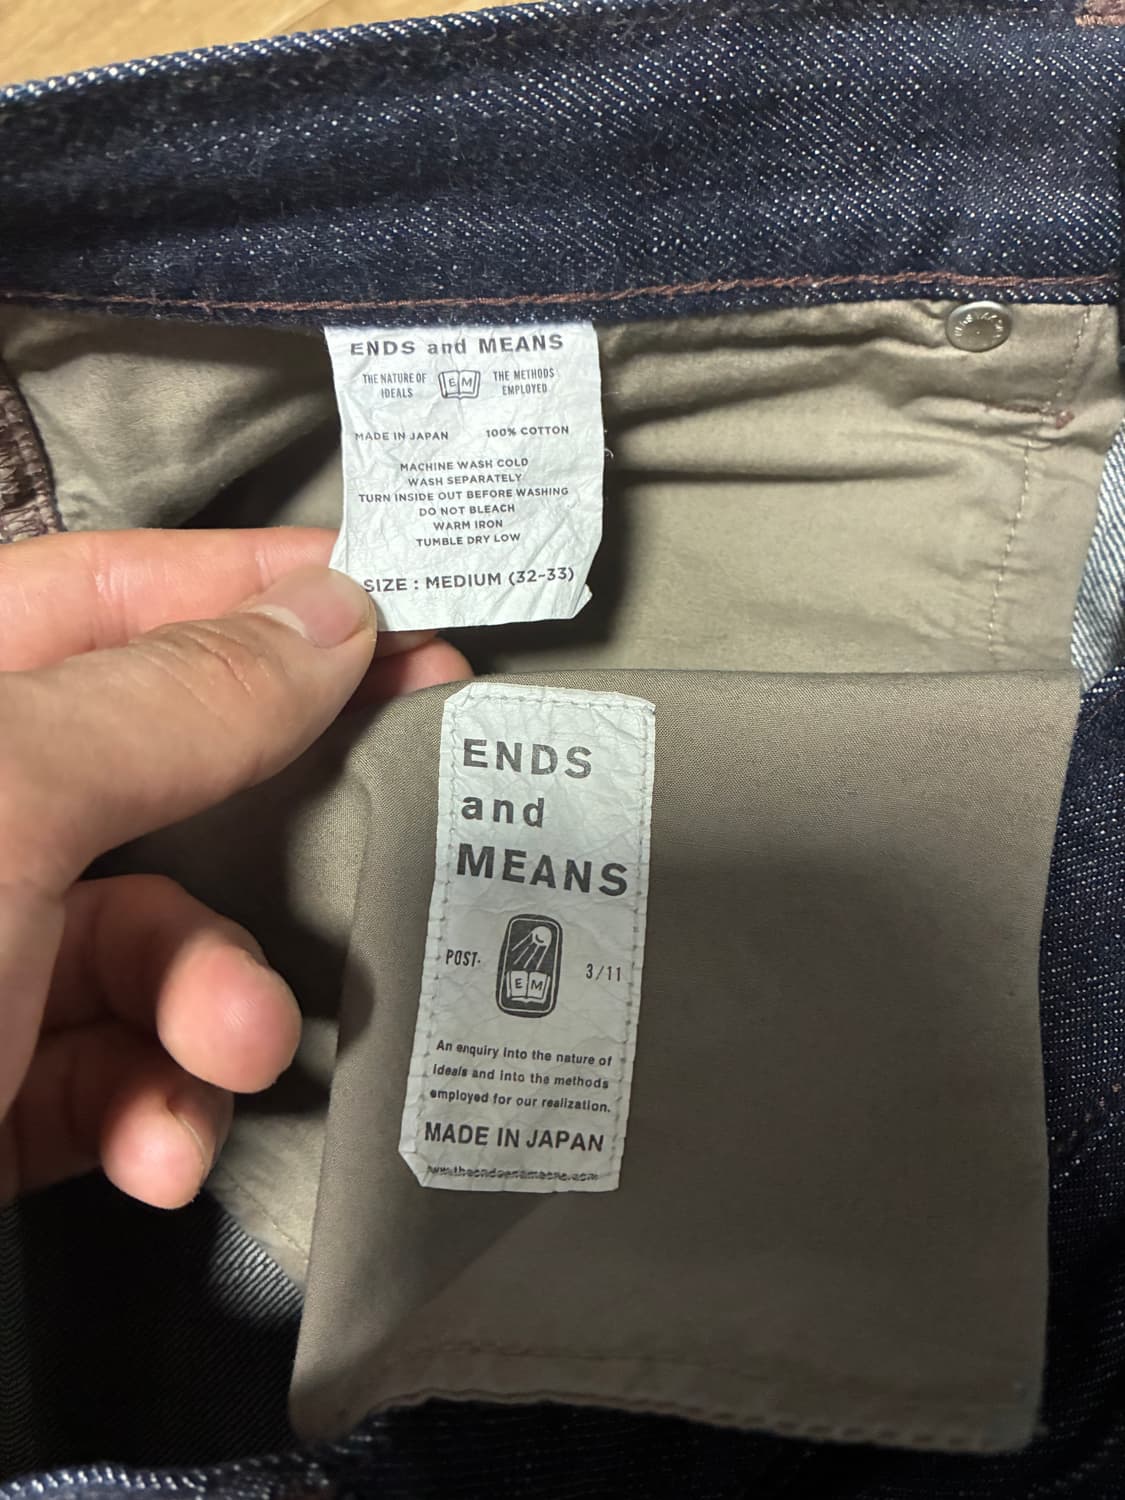 ENDS and MEANS
THE NATURE OF IDEALS
E M
THE METHODS EMPLOYED
MADE IN JAPAN 100% COTTON
MACHINE WASH COLD
WASH SEPARATELY
TURN INSIDE OUT BEFORE WASHING
DO NOT BLEACH
WARM IRON
TUMBLE DRY LOW
SIZE : MEDIUM (32-33)
ENDS
and
MEANS
POST- 3/11
E M
An enquiry into the nature of
ideals and into the methods
employed for our realization.
MADE IN JAPAN